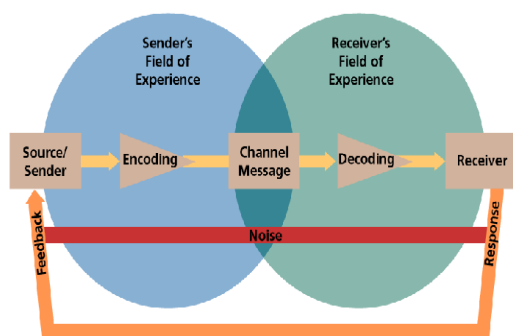 Sender's
Field of
Experience
Receiver's
Field of
Experience
Source/
Sender
Encoding
Channel
Message
Decoding
Receiver
Noise
Feedback
Response